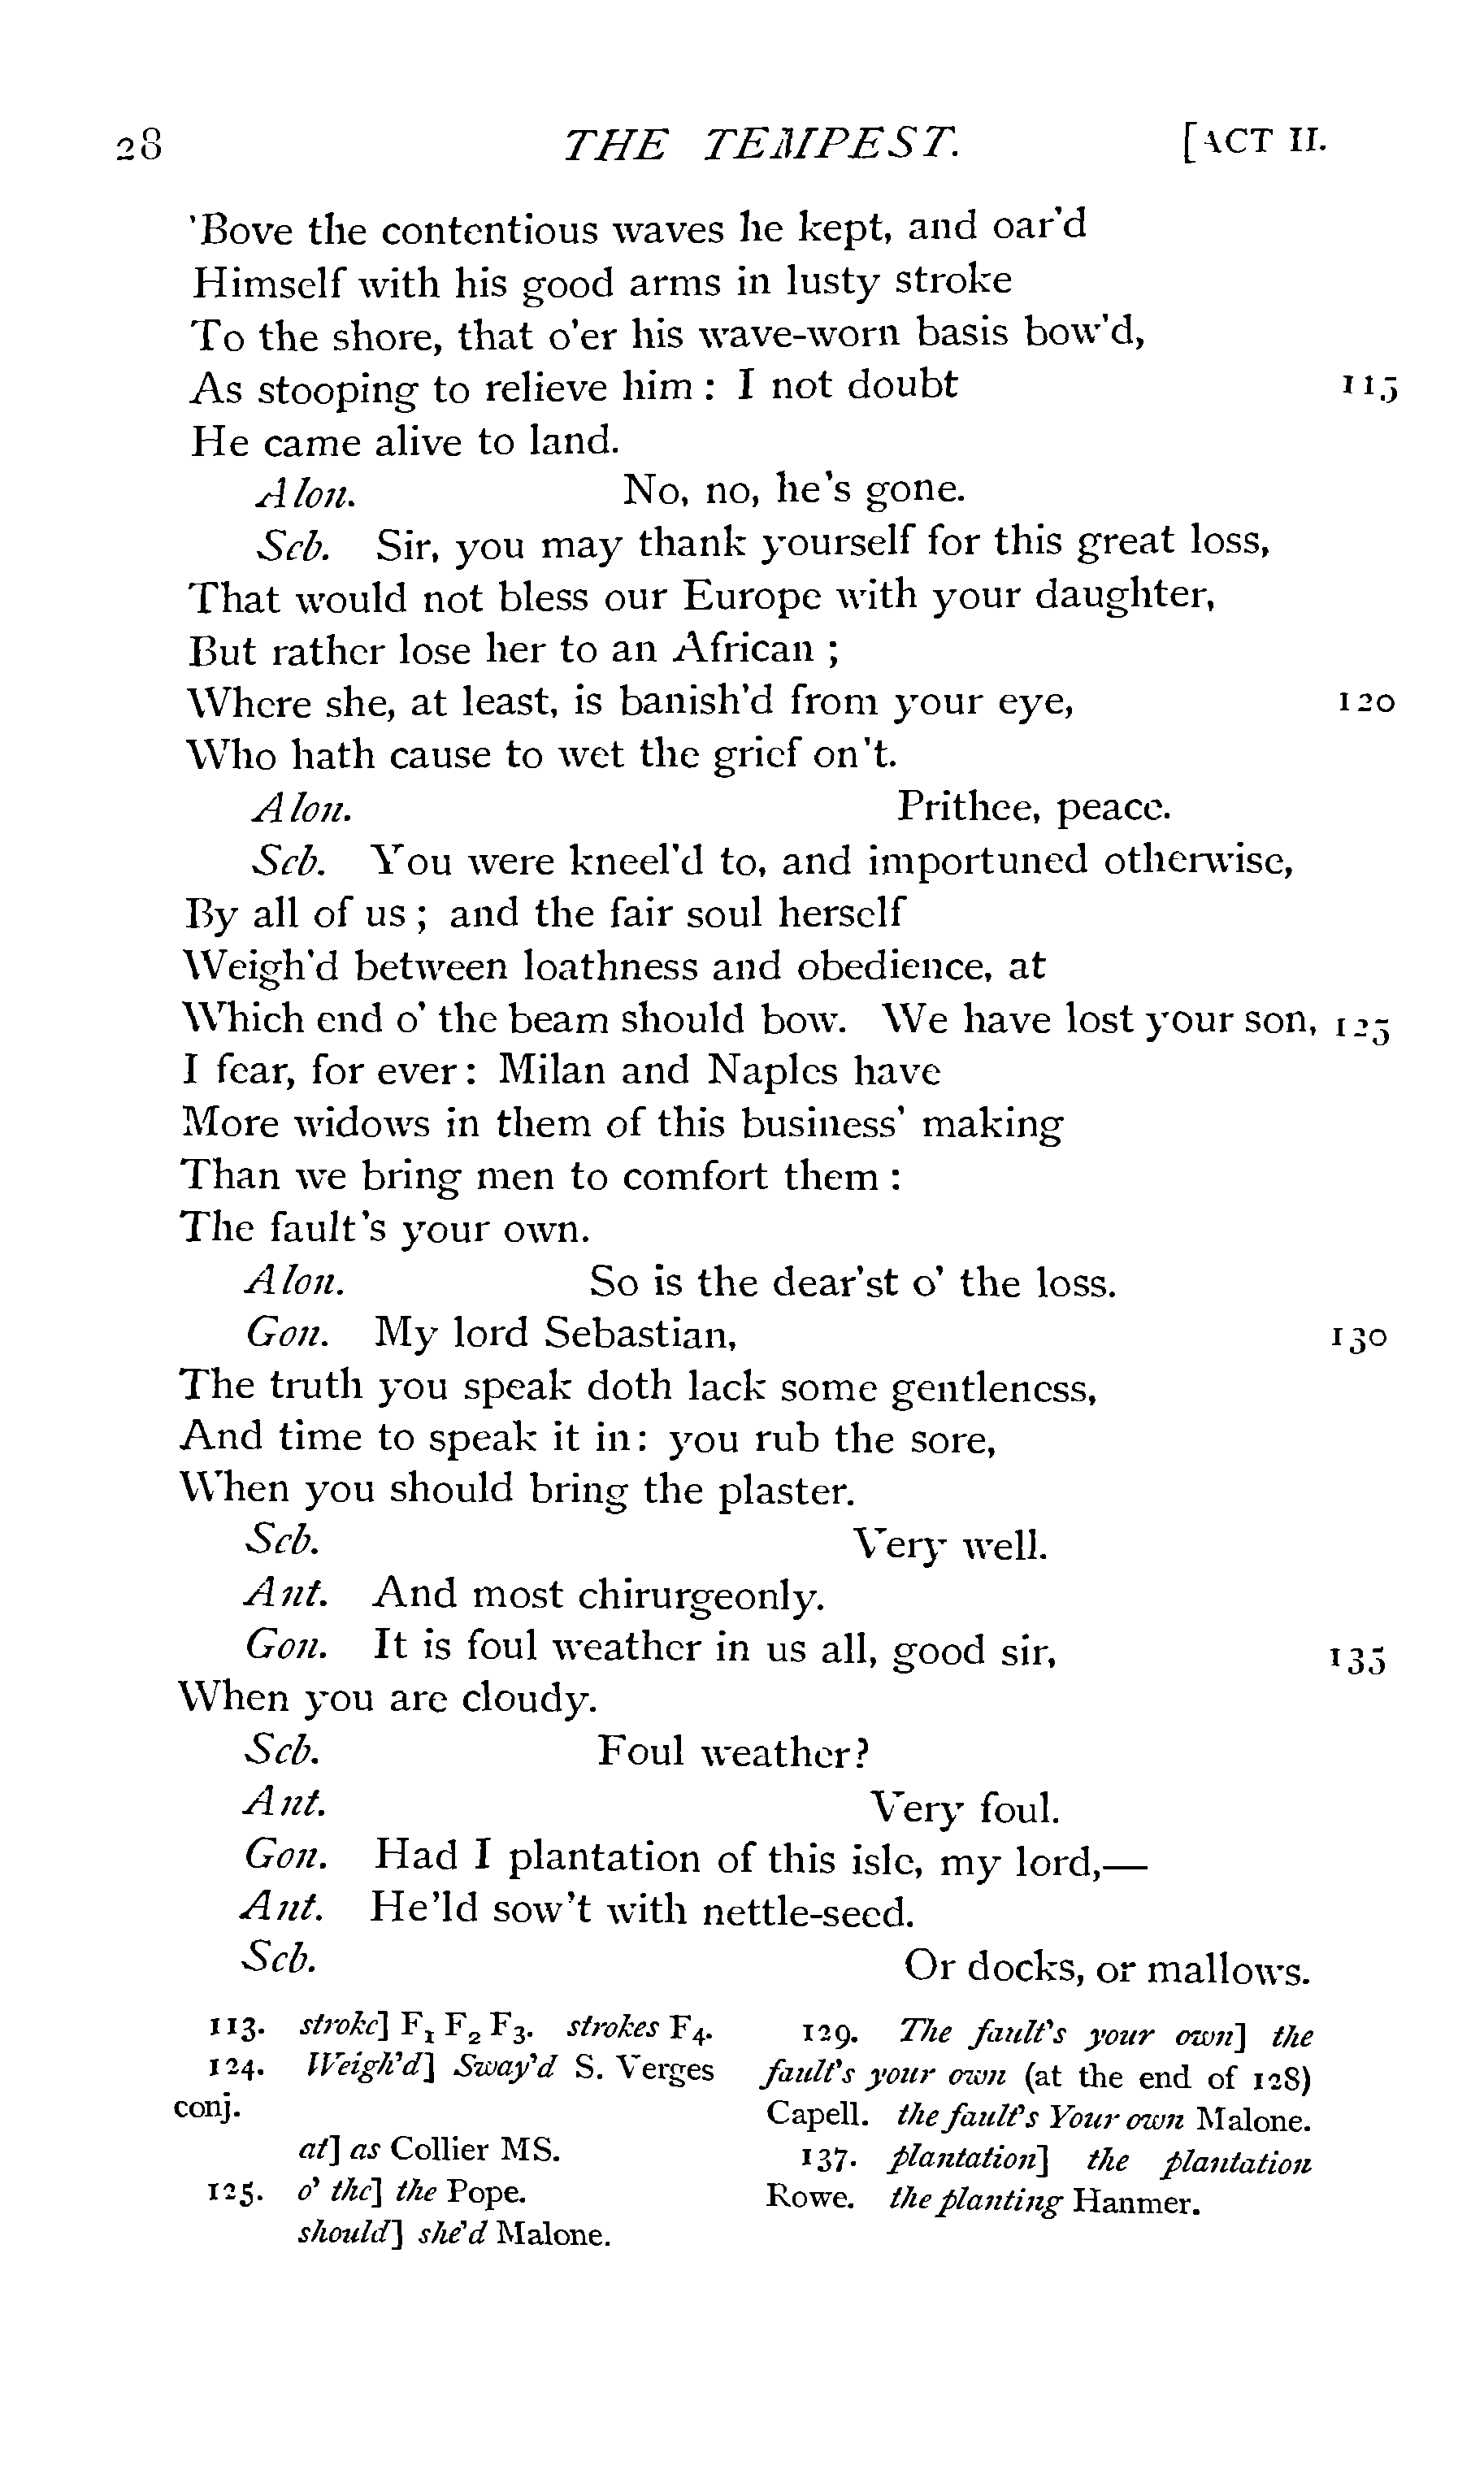 28 THE TEMPEST. [ACT II.
'Bove the contentious waves he kept, and oar'd
Himself with his good arms in lusty stroke
To the shore, that o'er his wave-worn basis bow'd,
As stooping to relieve him : I not doubt 115
He came alive to land.
Alon. No, no, he's gone.
Seb. Sir, you may thank yourself for this great loss,
That would not bless our Europe with your daughter,
But rather lose her to an African ;
Where she, at least, is banish'd from your eye, 120
Who hath cause to wet the grief on't.
Alon. Prithee, peace.
Seb. You were kneel'd to, and importuned otherwise,
By all of us ; and the fair soul herself
Weigh'd between loathness and obedience, at
Which end o' the beam should bow. We have lost your son, 125
I fear, for ever : Milan and Naples have
More widows in them of this business' making
Than we bring men to comfort them :
The fault's your own.
Alon. So is the dear'st o' the loss.
Gon. My lord Sebastian, 130
The truth you speak doth lack some gentleness,
And time to speak it in : you rub the sore,
When you should bring the plaster.
Seb. Very well.
Ant. And most chirurgeonly.
Gon. It is foul weather in us all, good sir, 135
When you are cloudy.
Seb. Foul weather?
Ant. Very foul.
Gon. Had I plantation of this isle, my lord,—
Ant. He'ld sow't with nettle-seed.
Seb. Or docks, or mallows.
113. stroke] F1 F2 F3. strokes F4.
124. Weigh'd] Sway'd S. Verges
conj.
at] as Collier MS.
125. o' the] the Pope.
should] she'd Malone.
129. The fault's your own] the
fault's your own (at the end of 128)
Capell. the fault's Your own Malone.
137. plantation] the plantation
Rowe. the planting Hanmer.